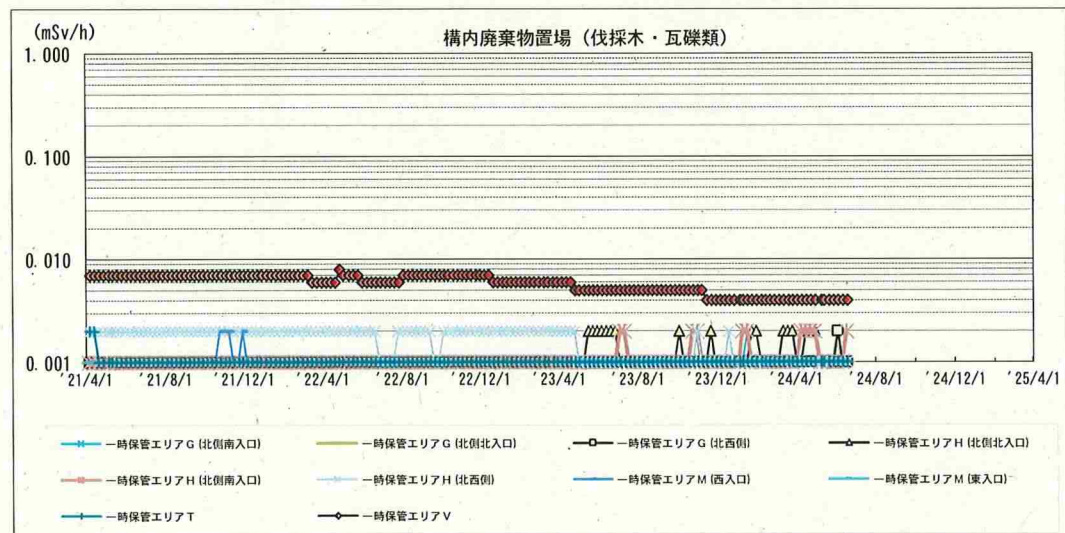 (mSv/h)
構内廃棄物置場（伐採木・瓦礫類）
1.000
0.100
0.010
0.001
'21/4/1 '21/8/1 '21/12/1 '22/4/1 '22/8/1 '22/12/1 '23/4/1 '23/8/1 '23/12/1 '24/4/1 '24/8/1 '24/12/1 '25/4/1
一時保管エリアＧ(北側南入口) 一時保管エリアＧ(北側北入口) 一時保管エリアＧ(北西側) 一時保管エリアＨ(北側北入口)
一時保管エリアＨ(北側南入口) 一時保管エリアＨ(北西側) 一時保管エリアＭ(西入口) 一時保管エリアＭ(東入口)
一時保管エリアＴ 一時保管エリアＶ